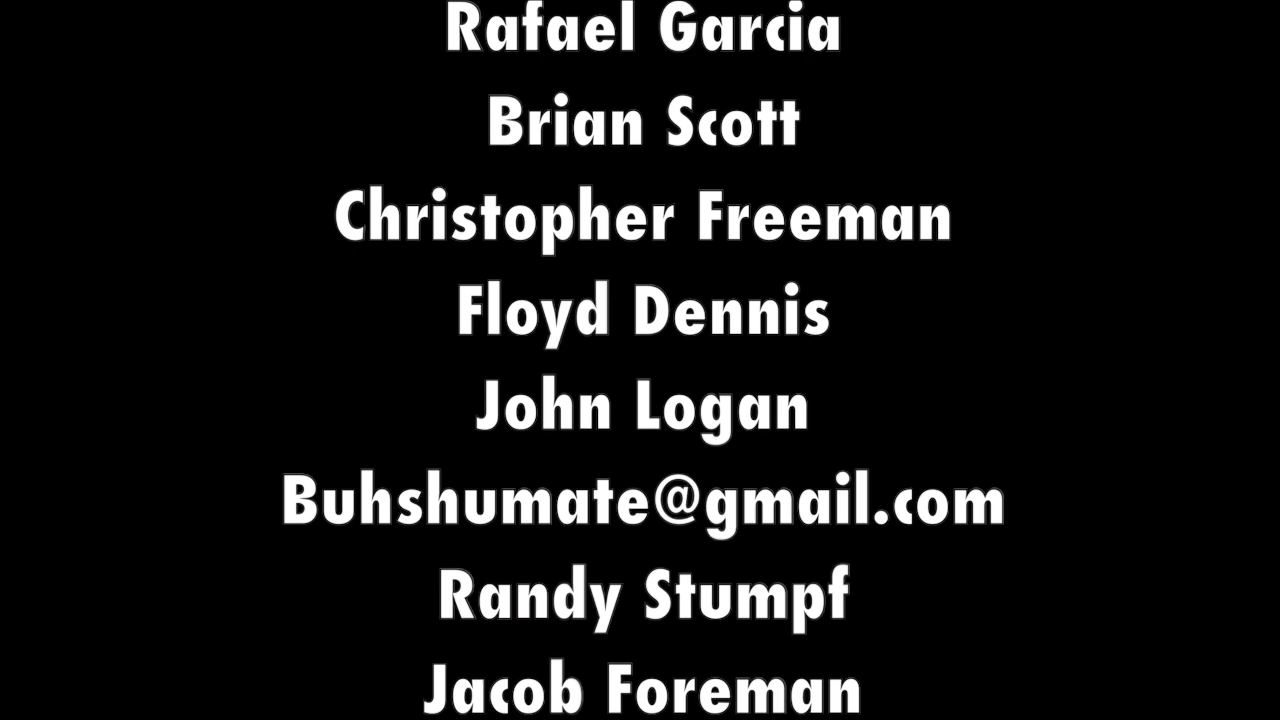 Rafael Garcia
Brian Scott
Christopher Freeman
Floyd Dennis
John Logan
Buhshumate@gmail.com
Randy Stumpf
Jacob Foreman